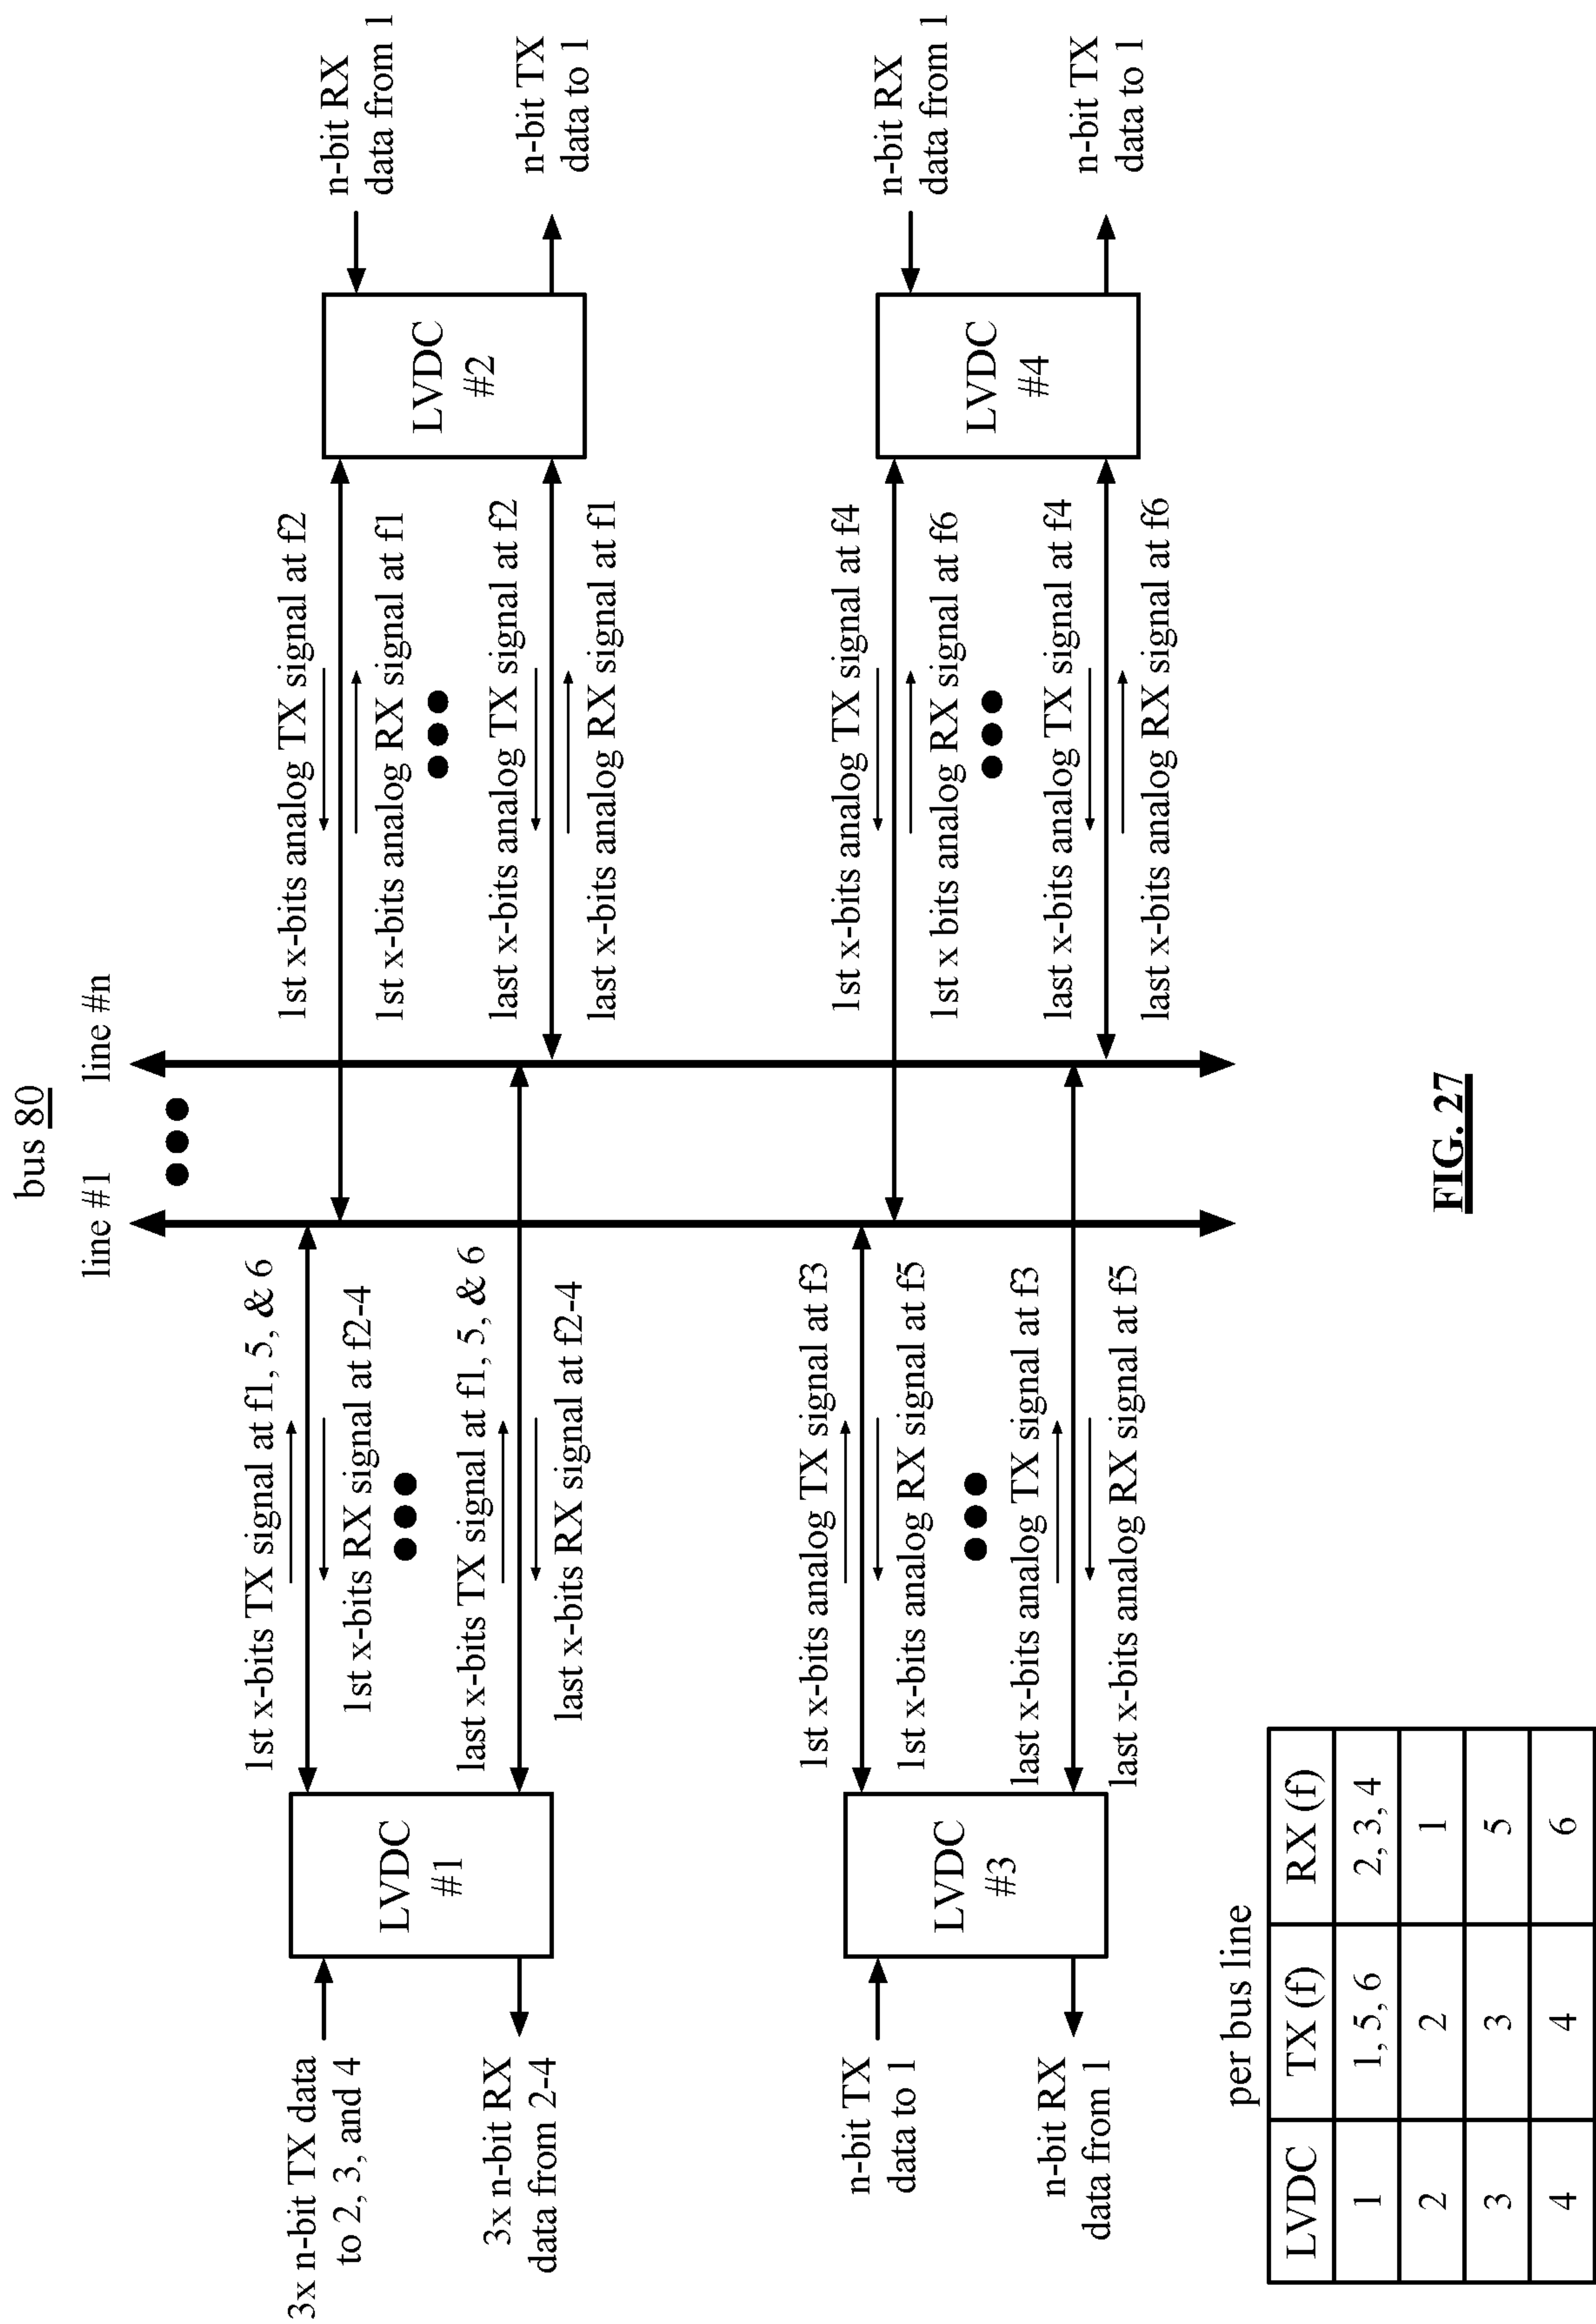 bus 80
line #1
line #n
3x n-bit TX data
to 2, 3, and 4
3x n-bit RX
data from 2-4
LVDC
#1
1st x-bits TX signal at f1, 5, & 6
1st x-bits RX signal at f2-4
last x-bits TX signal at f1, 5, & 6
last x-bits RX signal at f2-4
1st x-bits analog TX signal at f2
1st x-bits analog RX signal at f1
last x-bits analog TX signal at f2
last x-bits analog RX signal at f1
LVDC
#2
n-bit RX
data from 1
n-bit TX
data to 1
n-bit TX
data to 1
n-bit RX
data from 1
LVDC
#3
1st x-bits analog TX signal at f3
1st x-bits analog RX signal at f5
last x-bits analog TX signal at f3
last x-bits analog RX signal at f5
1st x-bits analog TX signal at f4
1st x bits analog RX signal at f6
last x-bits analog TX signal at f4
last x-bits analog RX signal at f6
LVDC
#4
n-bit RX
data from 1
n-bit TX
data to 1
per bus line
LVDC TX (f) RX (f)
1 1, 5, 6 2, 3, 4
2 2 1
3 3 5
4 4 6
FIG. 27